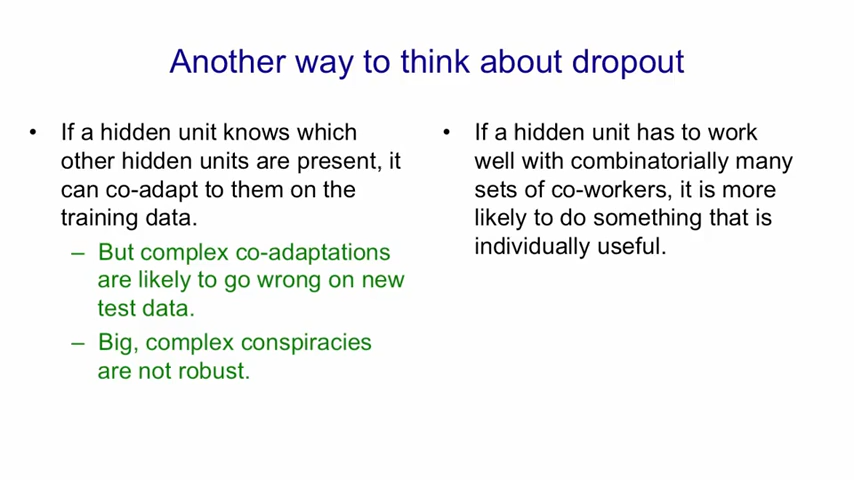 Another way to think about dropout
• If a hidden unit knows which
other hidden units are present, it
can co-adapt to them on the
training data.
– But complex co-adaptations
are likely to go wrong on new
test data.
– Big, complex conspiracies
are not robust.
• If a hidden unit has to work
well with combinatorially many
sets of co-workers, it is more
likely to do something that is
individually useful.